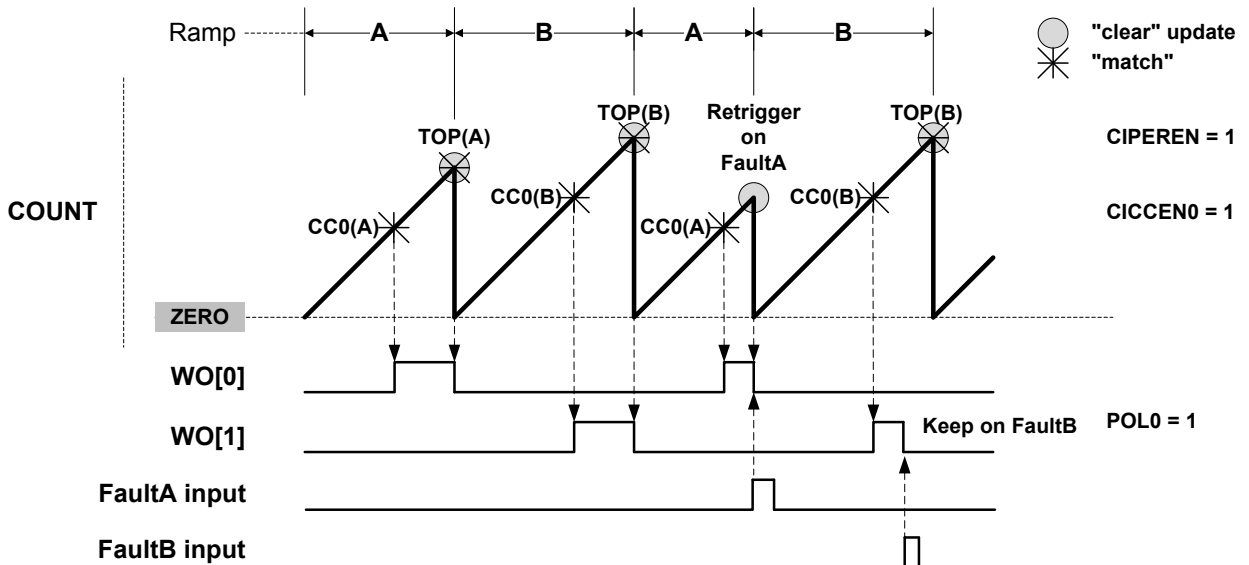 Ramp
A
B
A
B
"clear" update
"match"
TOP(A)
TOP(B)
Retrigger
on
FaultA
TOP(B)
CIPEREN = 1
COUNT
CC0(A)
CC0(B)
CC0(A)
CC0(B)
CICCEN0 = 1
ZERO
WO[0]
WO[1]
Keep on FaultB
POL0 = 1
FaultA input
FaultB input